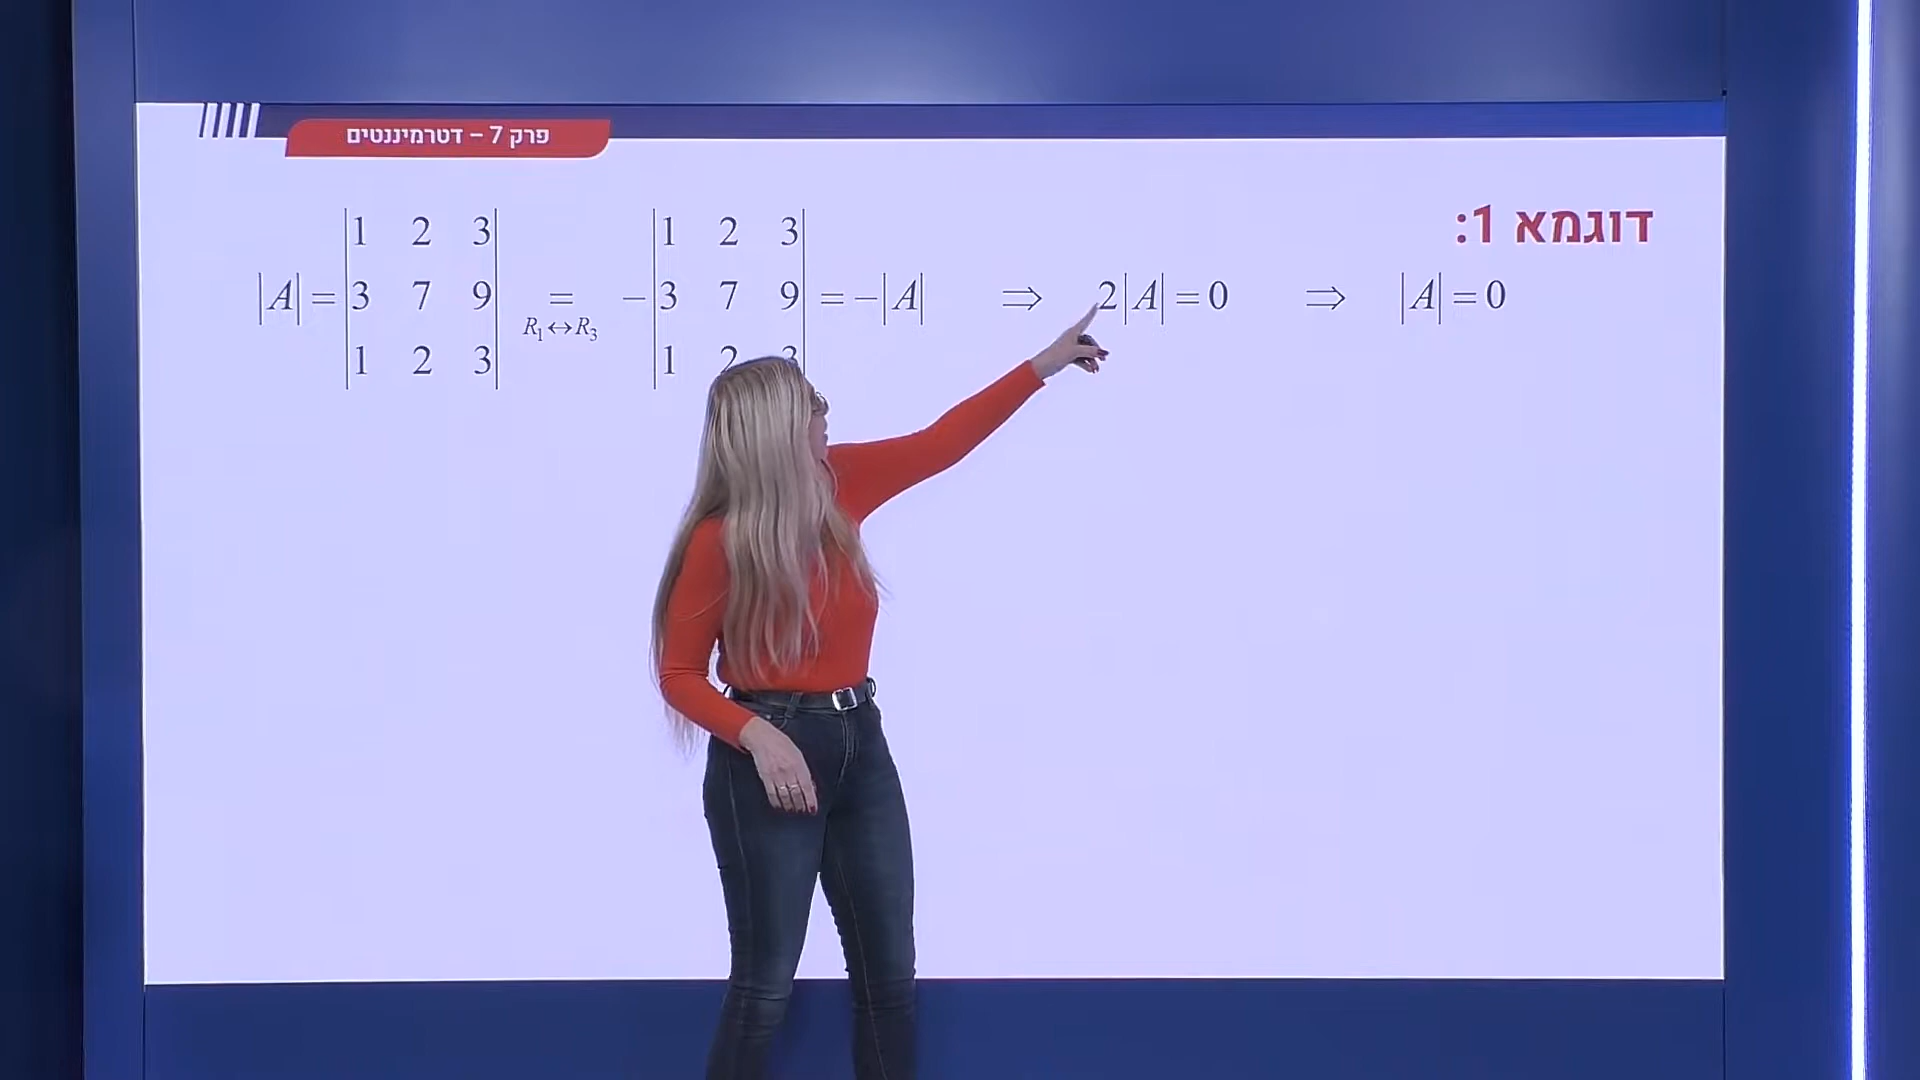 פרק 7 – דטרמיננטים
דוגמא 1:
|A| = |1 2 3| = −|1 2 3| = −|A| ⇒ 2|A| = 0 ⇒ |A| = 0
|3 7 9| R₁↔R₃ |3 7 9|
|1 2 3| |1 2 3|